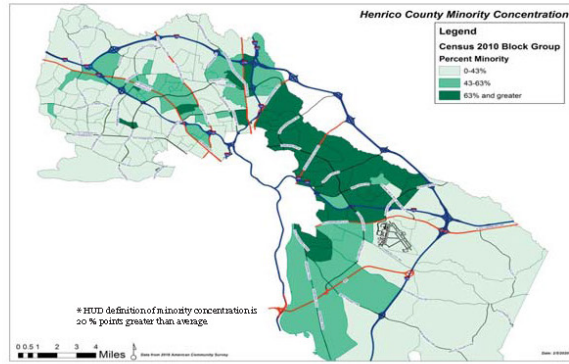 Henrico County Minority Concentration
Legend
Census 2010 Block Group
Percent Minority
0-43%
43-63%
63% and greater
* HUD definition of minority concentration is
20 % points greater than average.
0 0.5 1 2 3 4
Miles
Data from 2010 American Community Survey